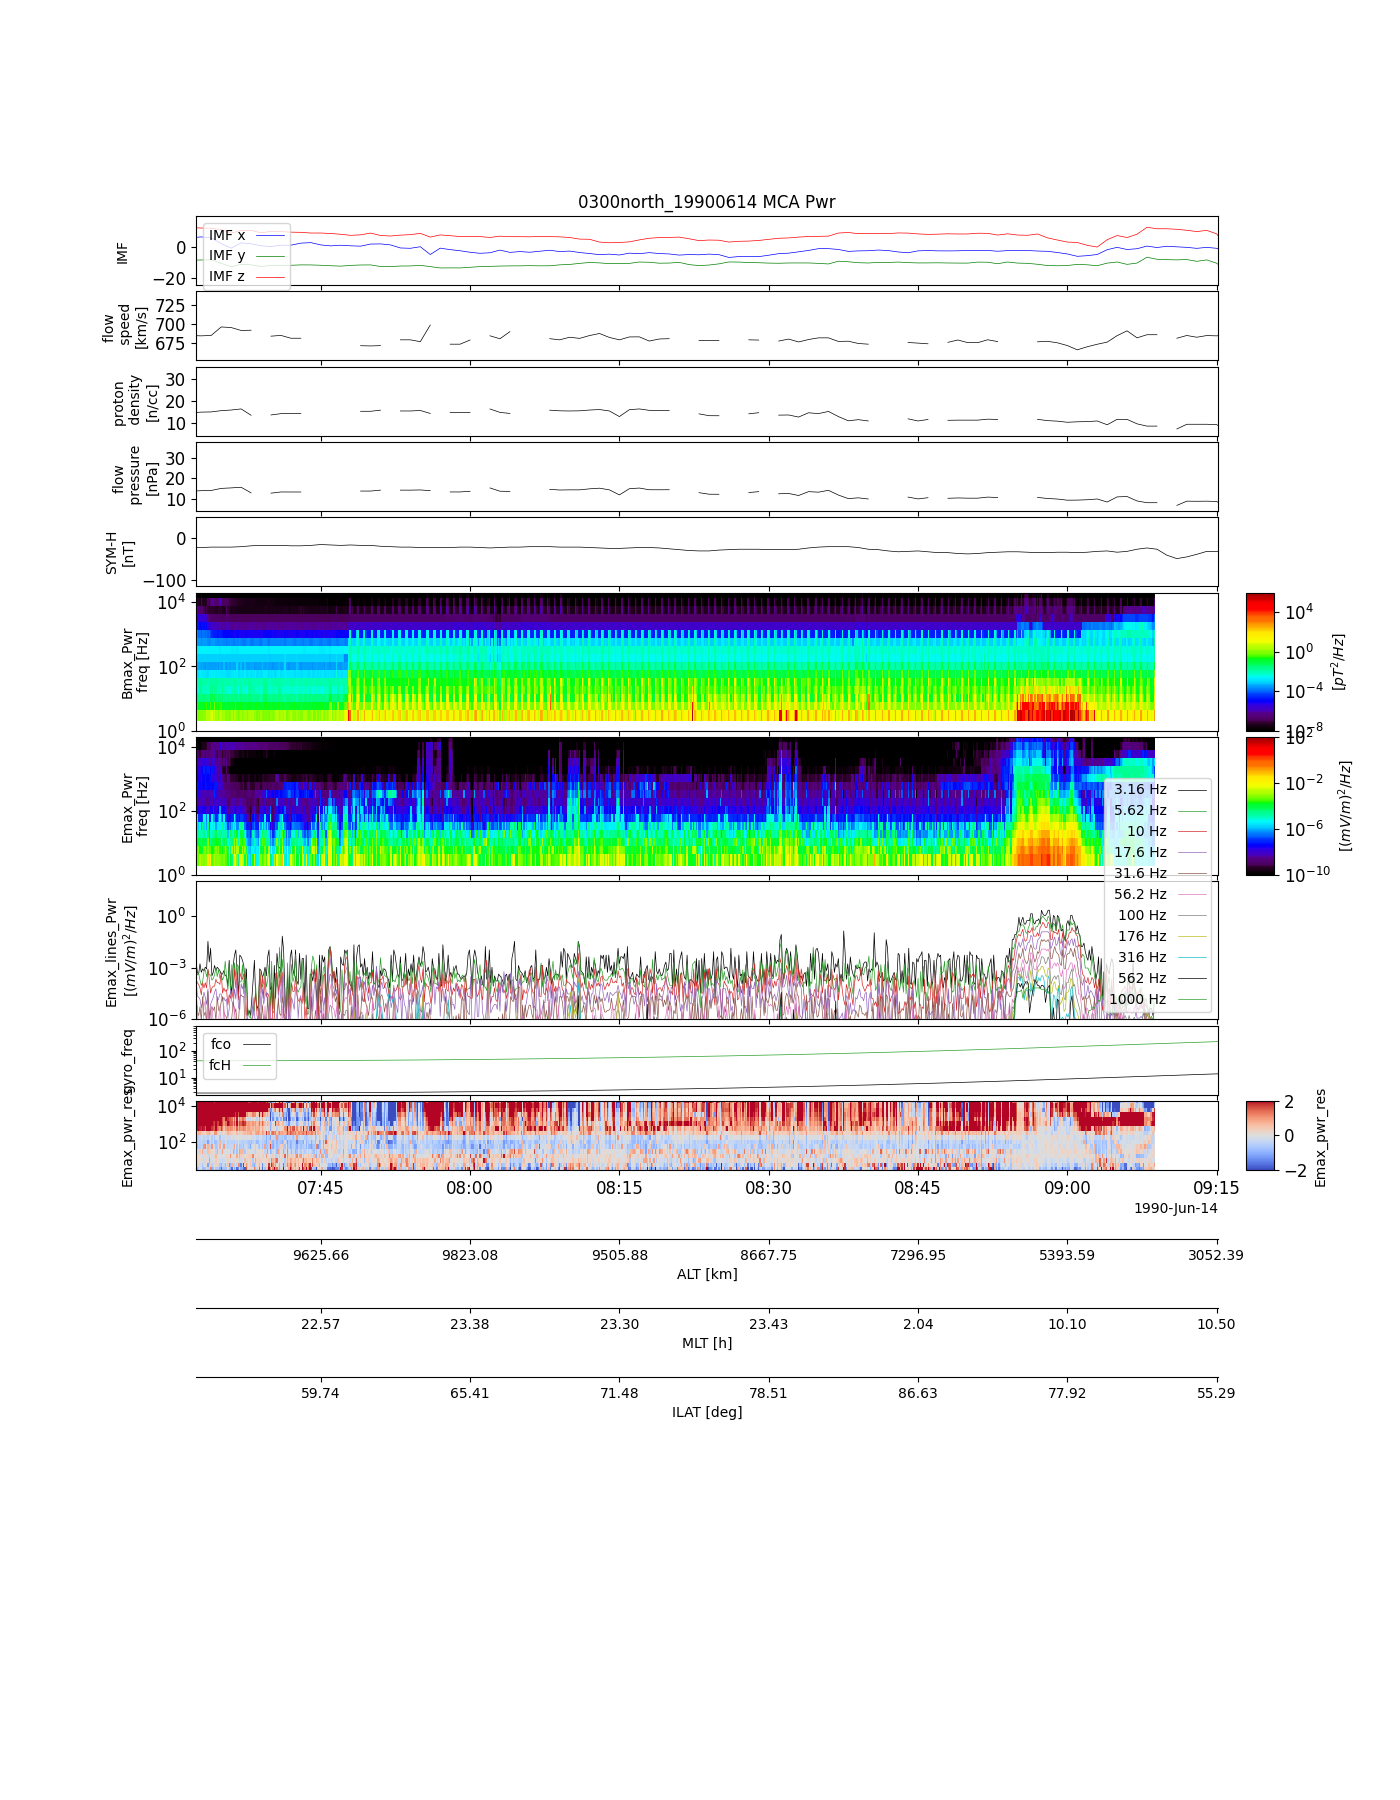 0300north_19900614 MCA Pwr
IMF
0
−20
IMF x
IMF y
IMF z
flow
speed
[km/s]
725
700
675
proton
density
[n/cc]
30
20
10
flow
pressure
[nPa]
30
20
10
SYM-H
[nT]
0
−100
Bmax_Pwr
freq [Hz]
10^4
10^2
10^0
10^4
10^0
10^−4
10^−8
[pT^2/Hz]
Emax_Pwr
freq [Hz]
10^4
10^2
10^0
10^2
10^−2
10^−6
10^−10
[(mV/m)^2/Hz]
3.16 Hz
5.62 Hz
10 Hz
17.6 Hz
31.6 Hz
56.2 Hz
100 Hz
176 Hz
316 Hz
562 Hz
1000 Hz
Emax_lines_Pwr
[(mV/m)^2/Hz]
10^0
10^−3
10^−6
gyro_freq
10^2
10^1
fco
fcH
Emax_pwr_res
10^4
10^2
2
0
−2
Emax_pwr_res
07:45 08:00 08:15 08:30 08:45 09:00 09:15
1990-Jun-14
9625.66 9823.08 9505.88 8667.75 7296.95 5393.59 3052.39
ALT [km]
22.57 23.38 23.30 23.43 2.04 10.10 10.50
MLT [h]
59.74 65.41 71.48 78.51 86.63 77.92 55.29
ILAT [deg]